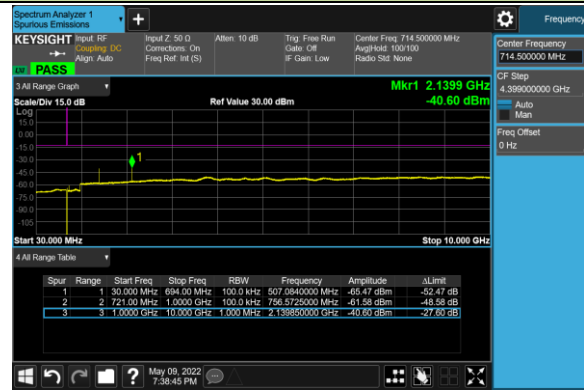 Spectrum Analyzer 1
Spurious Emissions
Frequency
KEYSIGHT
Input: RF
Coupling: DC
Align: Auto
Input Z: 50 Ω
Corrections: On
Freq Ref: Int (S)
Atten: 10 dB
Trig: Free Run
Gate: Off
IF Gain: Low
Center Freq: 714.500000 MHz
Avg|Hold: 100/100
Radio Std: None
PASS
Center Frequency
714.500000 MHz
CF Step
4.399000000 GHz
Auto
Man
Freq Offset
0 Hz
3 All Range Graph
Mkr1 2.1399 GHz
Scale/Div 15.0 dB
Ref Value 30.00 dBm
-40.60 dBm
Log
15.0
0.00
-15.0
-30.0
-45.0
-60.0
-75.0
-90.0
-105
1
Start 30.000 MHz
Stop 10.000 GHz
4 All Range Table
Spur Range Start Freq Stop Freq RBW Frequency Amplitude ΔLimit
1 1 30.000 MHz 694.00 MHz 100.0 kHz 507.0840000 MHz -65.47 dBm -52.47 dB
2 2 721.00 MHz 1.0000 GHz 100.0 kHz 756.5725000 MHz -61.58 dBm -48.58 dB
3 3 1.0000 GHz 10.000 GHz 1.000 MHz 2.139850000 GHz -40.60 dBm -27.60 dB
?
May 09, 2022
7:38:45 PM